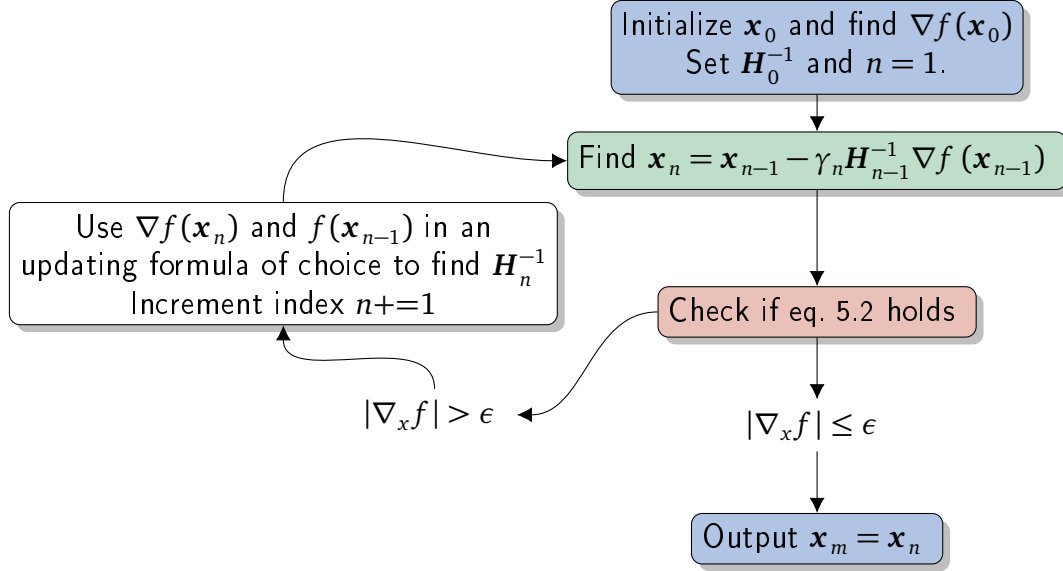 Initialize 𝒙₀ and find ∇f(𝒙₀)
Set 𝑯₀⁻¹ and n = 1.
Find 𝒙ₙ = 𝒙ₙ₋₁ − γₙ𝑯ₙ₋₁⁻¹∇f (𝒙ₙ₋₁)
Use ∇f(𝒙ₙ) and f(𝒙ₙ₋₁) in an
updating formula of choice to find 𝑯ₙ⁻¹
Increment index n+=1
Check if eq. 5.2 holds
|∇ₓf| > ϵ
|∇ₓf| ≤ ϵ
Output 𝒙ₘ = 𝒙ₙ